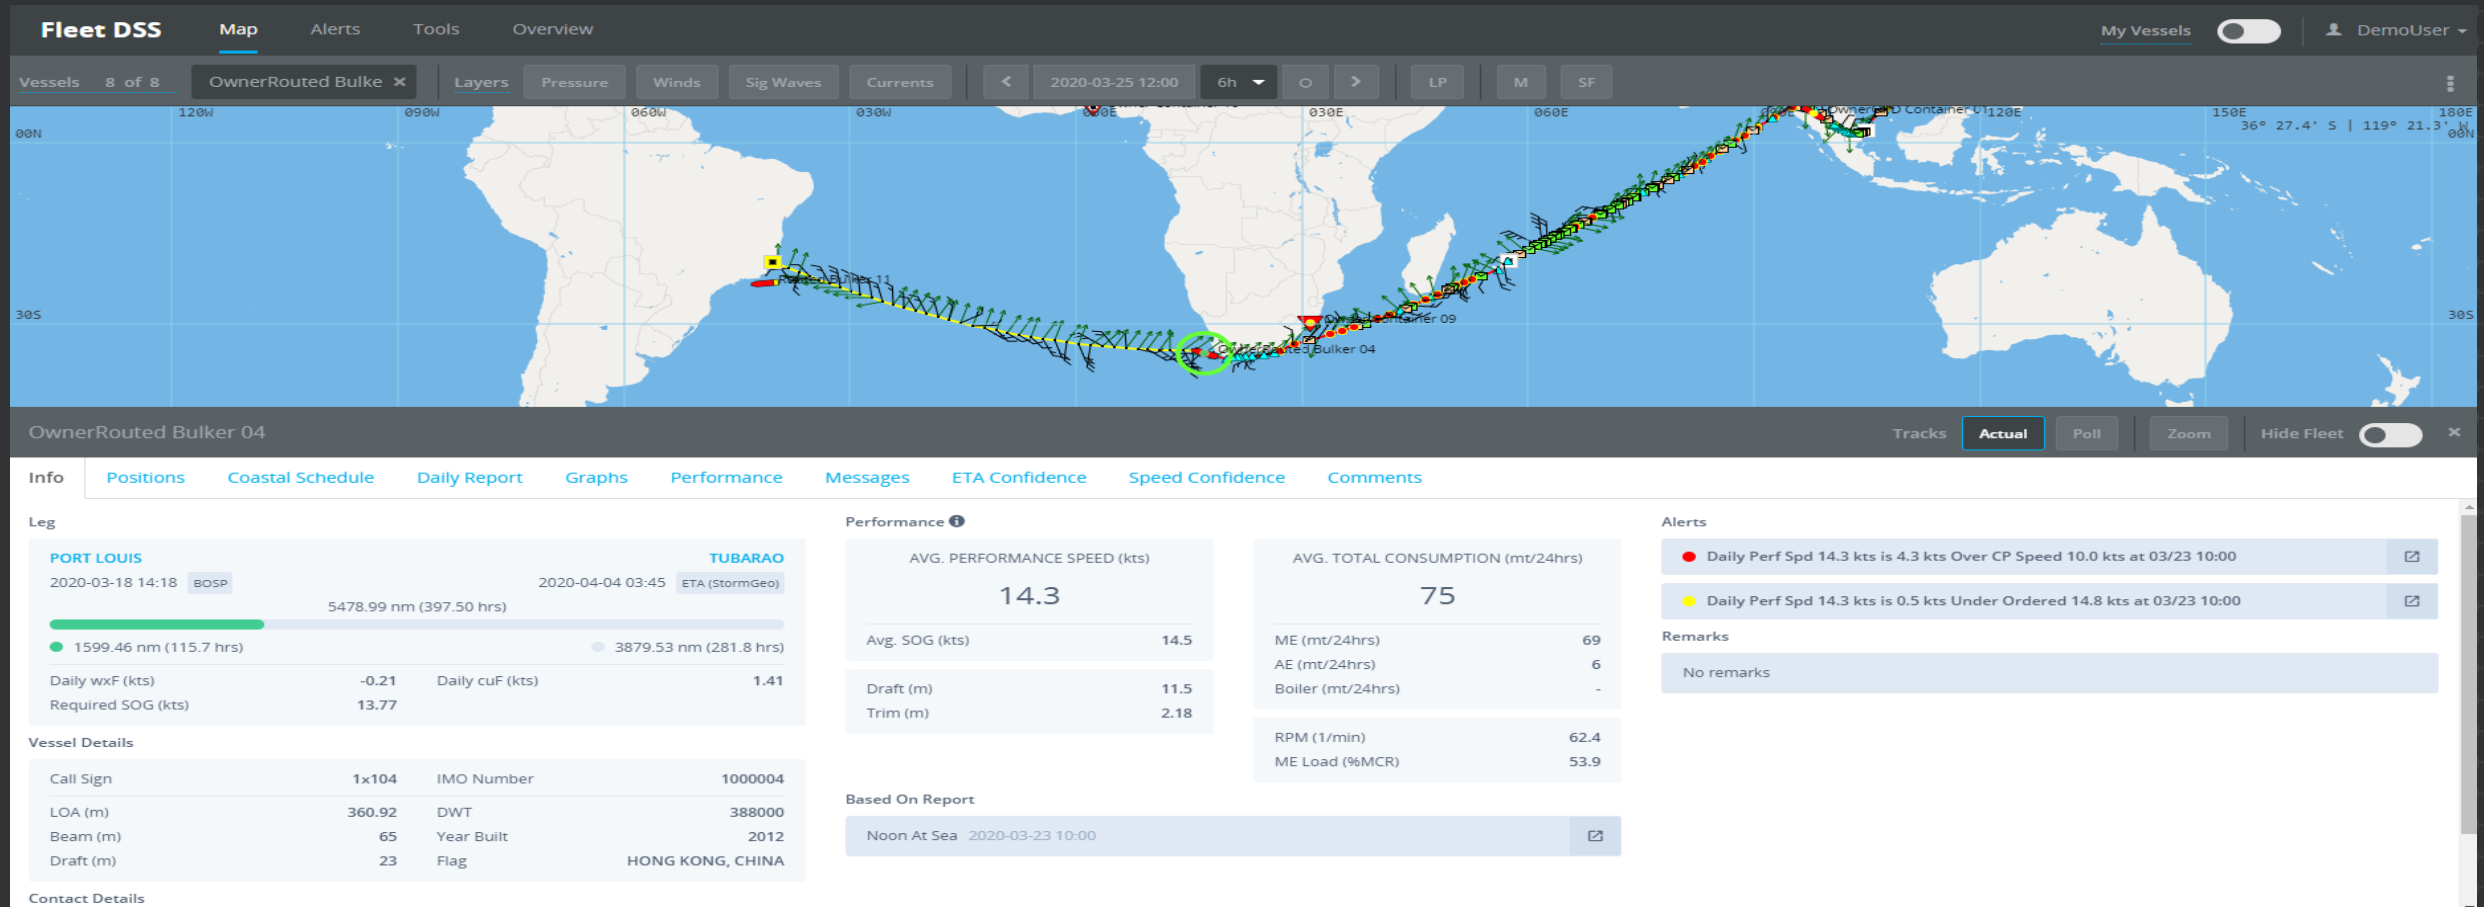 Fleet DSS Map Alerts Tools Overview My Vessels DemoUser
Vessels 8 of 8 OwnerRouted Bulke × Layers Pressure Winds Sig Waves Currents 2020-03-25 12:00 6h O LP M SF
120W 090W 060W 030W 000E 030E 060E 120E 150E 180E
OwnerOTD Container 01
36° 27.4' S | 119° 21.3' W
00N 00N
Bulker 11
30S Container 09 30S
OwnerRouted Bulker 04
OwnerRouted Bulker 04 Tracks Actual Poll Zoom Hide Fleet ×
Info Positions Coastal Schedule Daily Report Graphs Performance Messages ETA Confidence Speed Confidence Comments
Leg
PORT LOUIS TUBARAO
2020-03-18 14:18 BOSP 2020-04-04 03:45 ETA (StormGeo)
5478.99 nm (397.50 hrs)
1599.46 nm (115.7 hrs) 3879.53 nm (281.8 hrs)
Daily wxF (kts) -0.21 Daily cuF (kts) 1.41
Required SOG (kts) 13.77
Vessel Details
Call Sign 1x104 IMO Number 1000004
LOA (m) 360.92 DWT 388000
Beam (m) 65 Year Built 2012
Draft (m) 23 Flag HONG KONG, CHINA
Contact Details
Performance
AVG. PERFORMANCE SPEED (kts)
14.3
Avg. SOG (kts) 14.5
Draft (m) 11.5
Trim (m) 2.18
AVG. TOTAL CONSUMPTION (mt/24hrs)
75
ME (mt/24hrs) 69
AE (mt/24hrs) 6
Boiler (mt/24hrs) -
RPM (1/min) 62.4
ME Load (%MCR) 53.9
Based On Report
Noon At Sea 2020-03-23 10:00
Alerts
Daily Perf Spd 14.3 kts is 4.3 kts Over CP Speed 10.0 kts at 03/23 10:00
Daily Perf Spd 14.3 kts is 0.5 kts Under Ordered 14.8 kts at 03/23 10:00
Remarks
No remarks